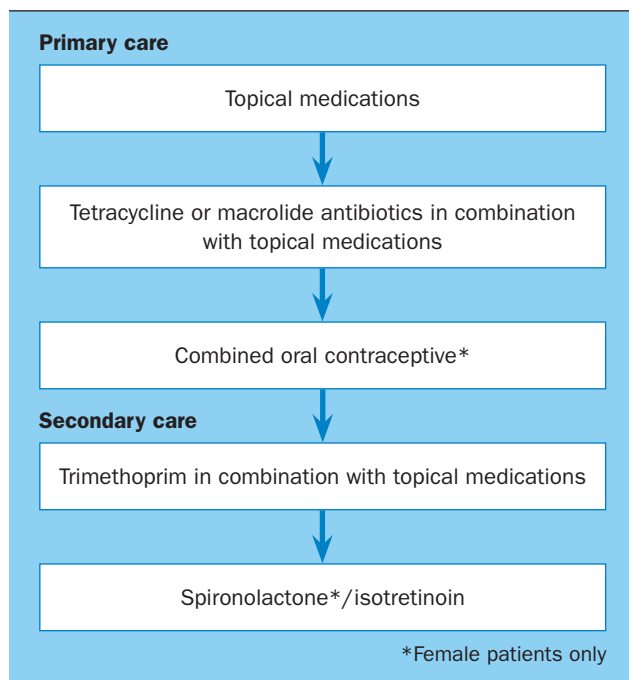 Primary care
Topical medications
Tetracycline or macrolide antibiotics in combination
with topical medications
Combined oral contraceptive*
Secondary care
Trimethoprim in combination with topical medications
Spironolactone*/isotretinoin
*Female patients only